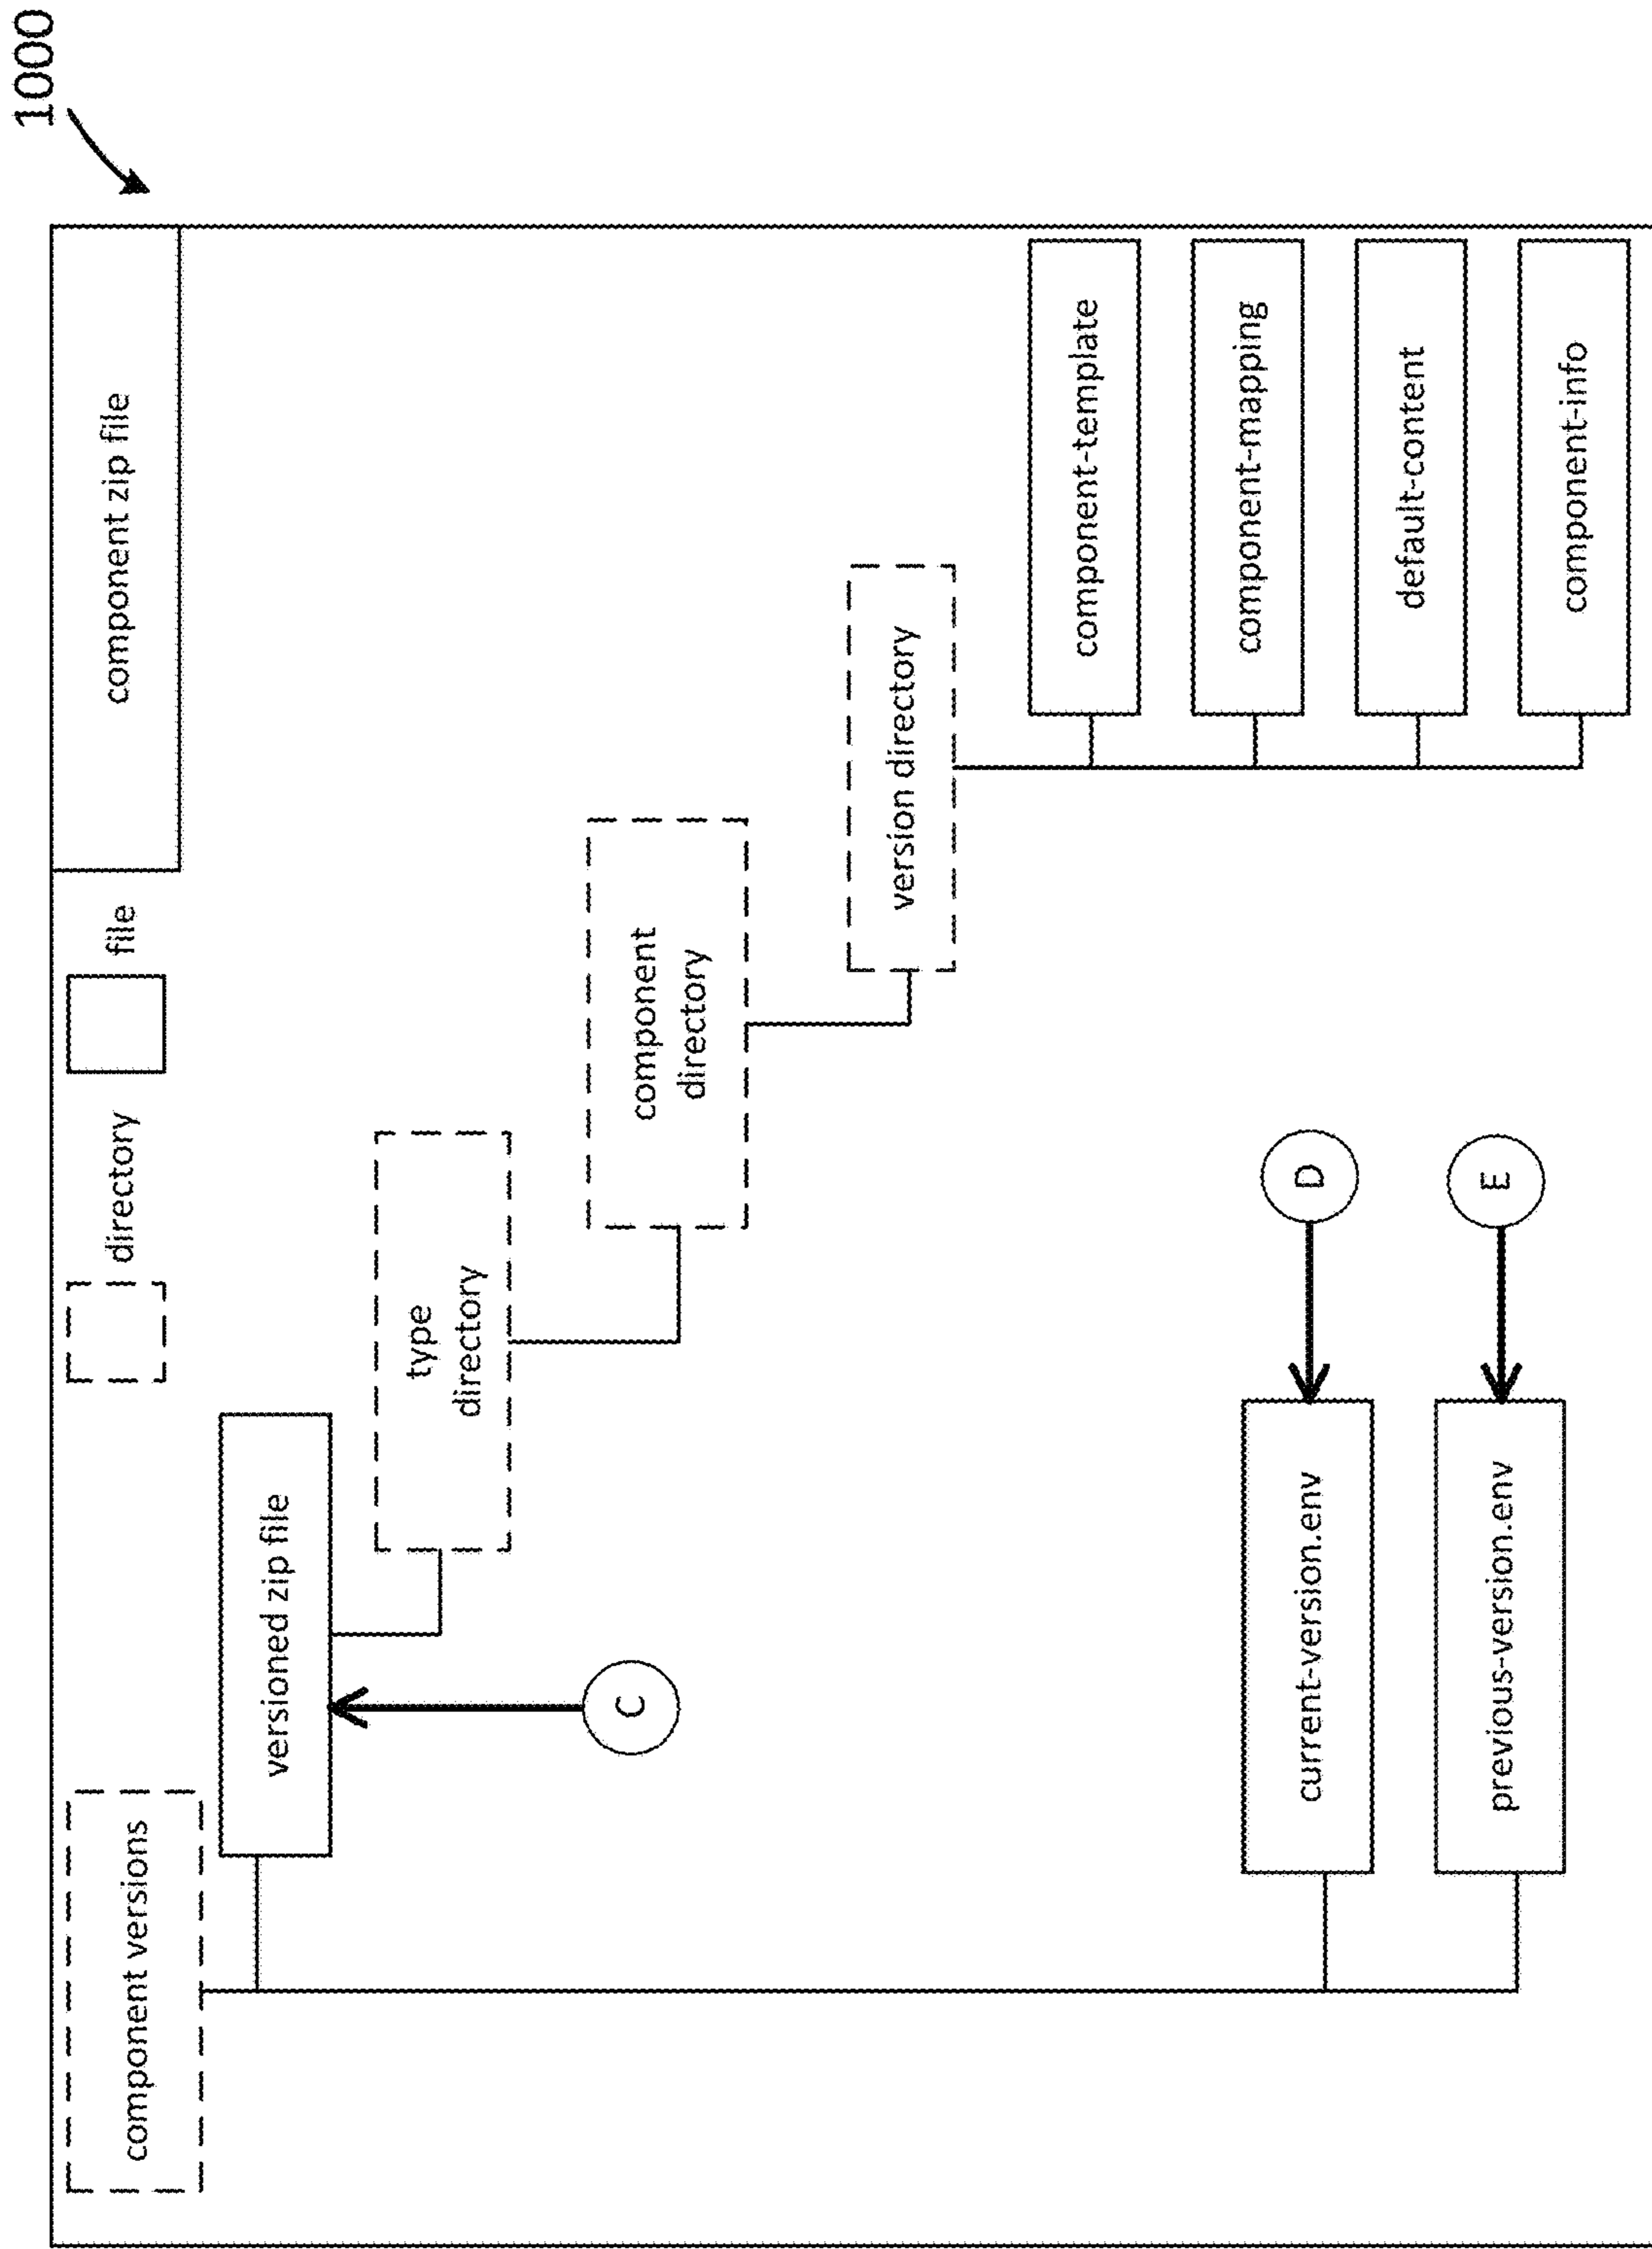 1000
component versions
directory
file
component zip file
versioned zip file
C
type
directory
component
directory
version directory
component-template
component-mapping
default-content
component-info
current-version.env
D
previous-version.env
E